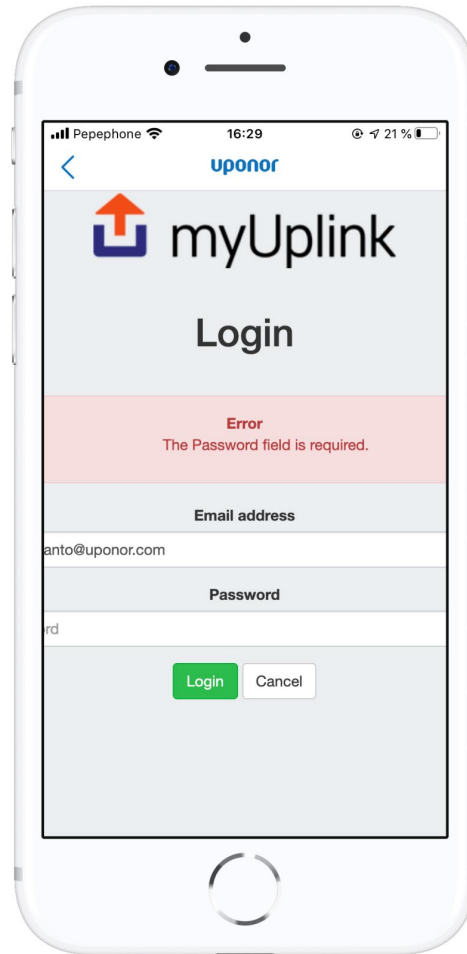 Pepephone 16:29 21 %
uponor
myUplink
Login
Error
The Password field is required.
Email address
anto@uponor.com
Password
rd
Login Cancel